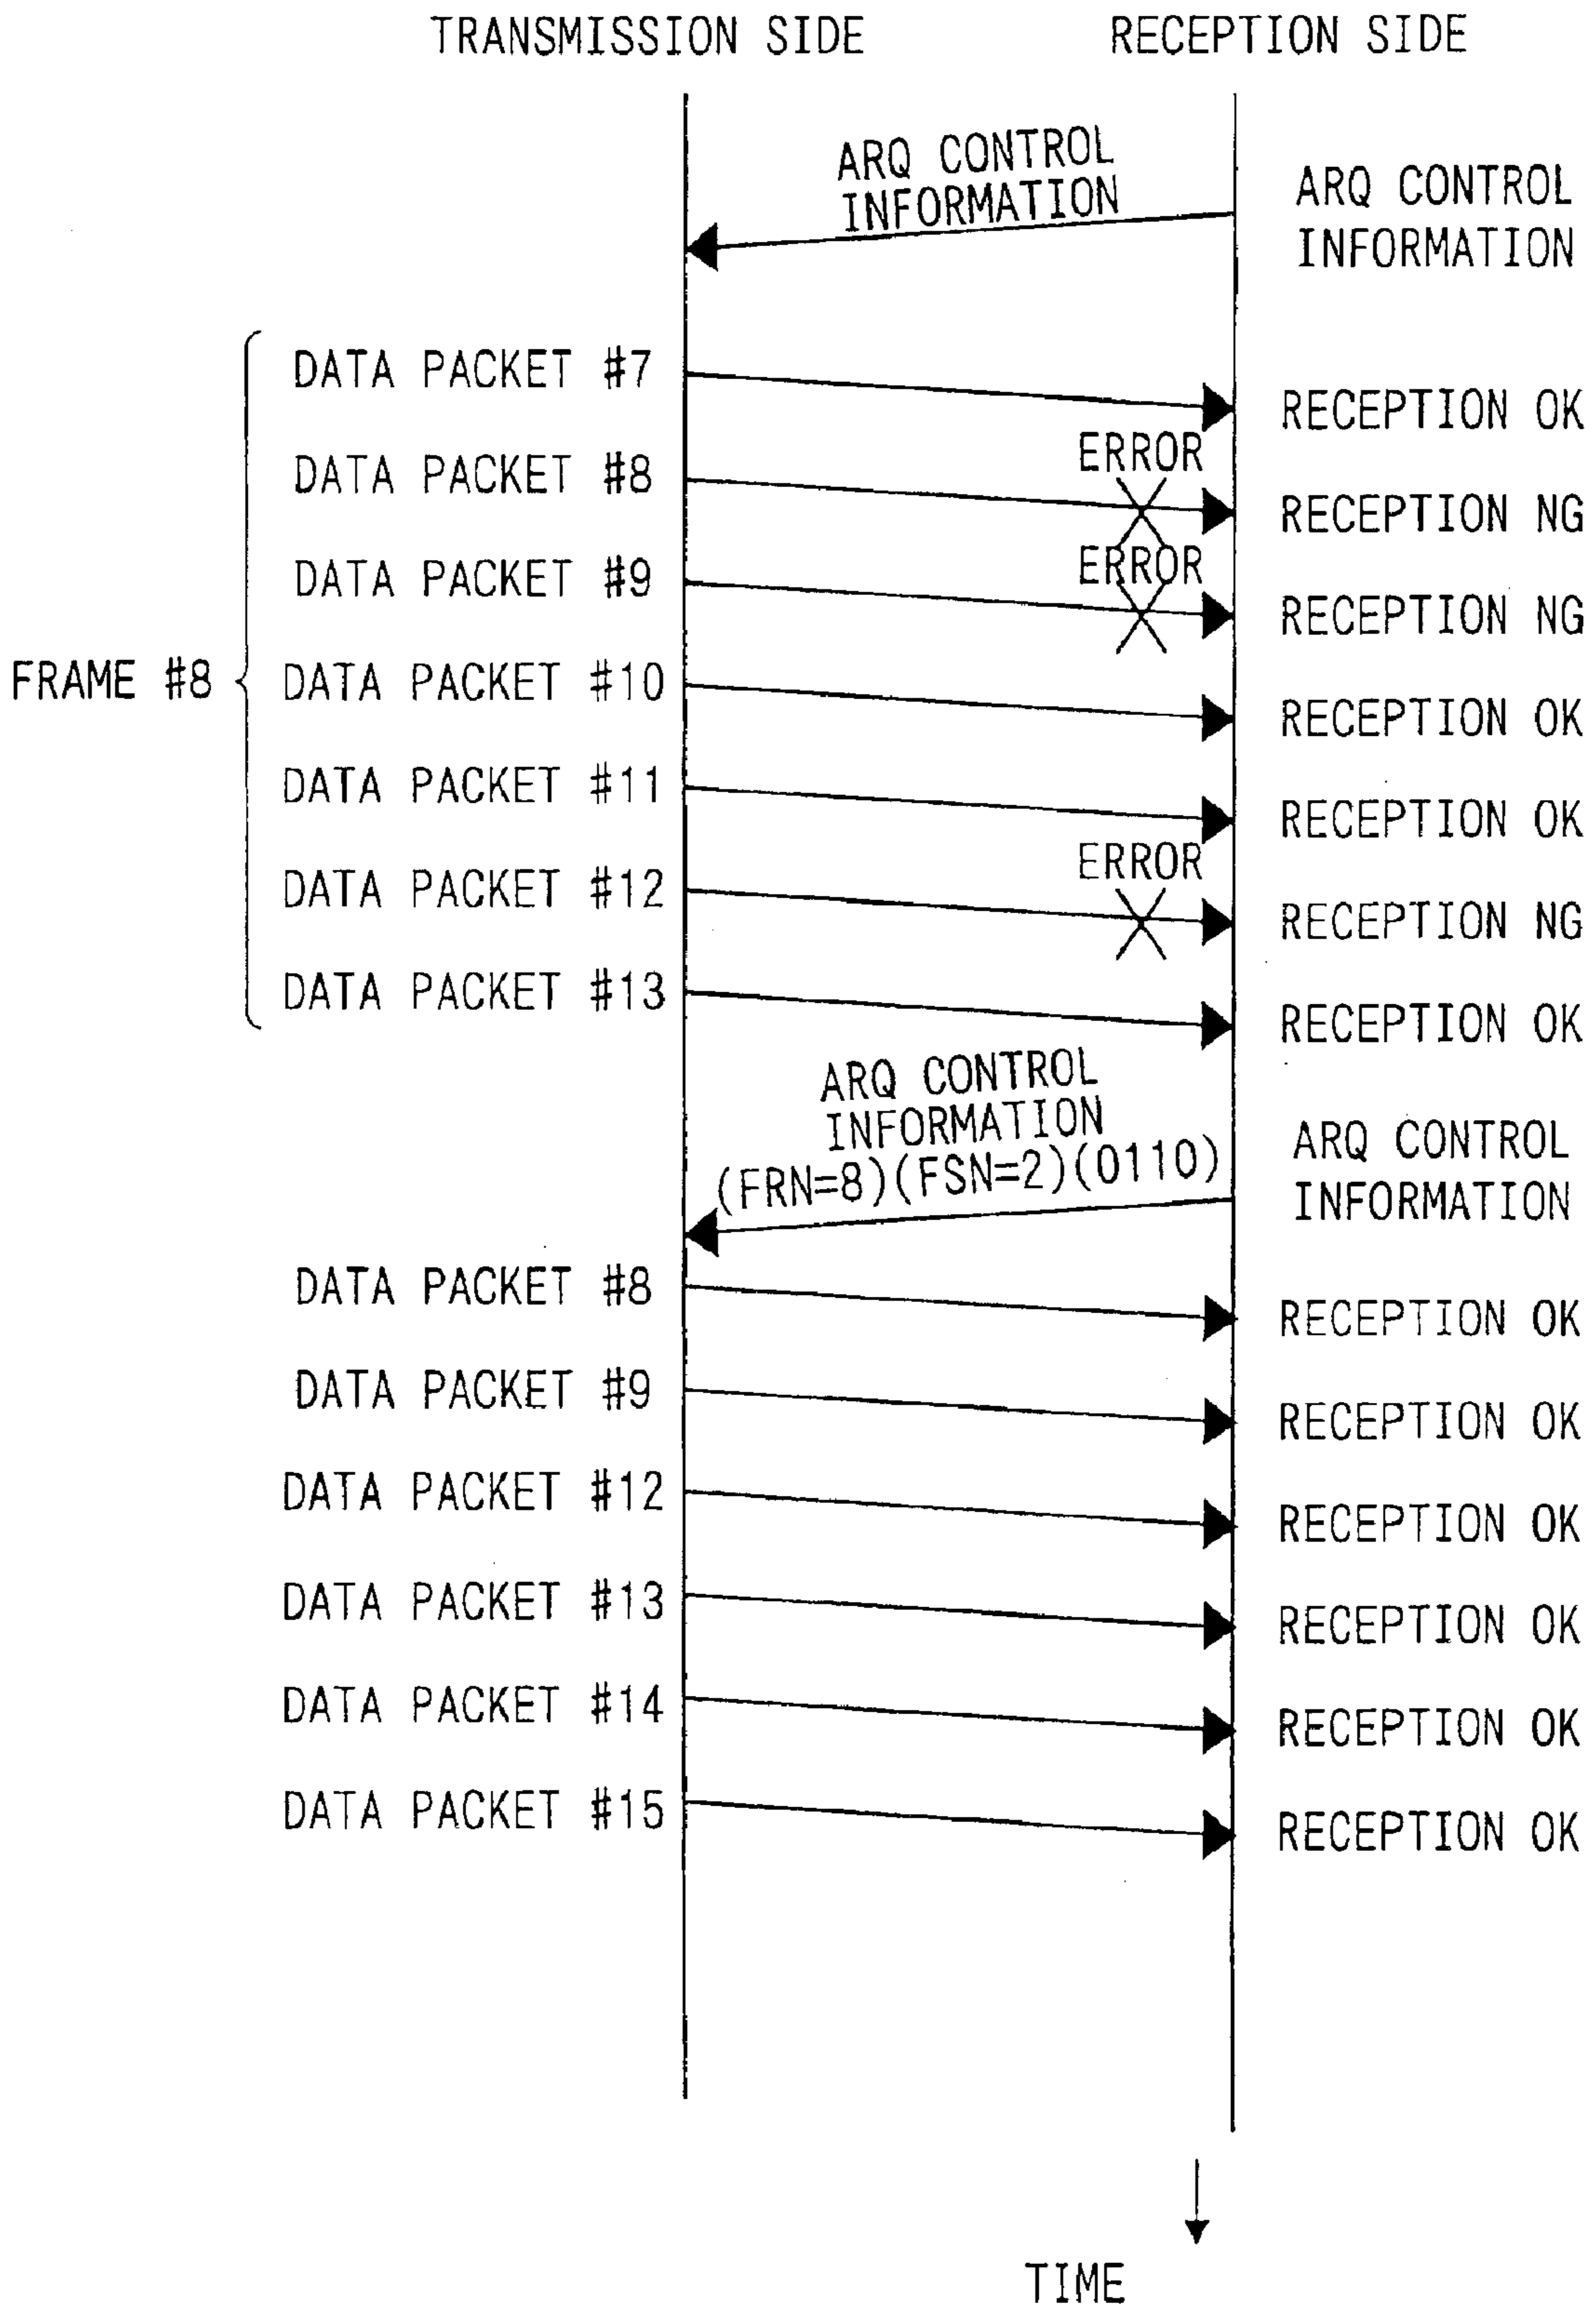 TRANSMISSION SIDE
RECEPTION SIDE
ARQ CONTROL
INFORMATION
ARQ CONTROL
INFORMATION
DATA PACKET #7
RECEPTION OK
DATA PACKET #8
ERROR
RECEPTION NG
DATA PACKET #9
ERROR
RECEPTION NG
FRAME #8
DATA PACKET #10
RECEPTION OK
DATA PACKET #11
RECEPTION OK
DATA PACKET #12
ERROR
RECEPTION NG
DATA PACKET #13
RECEPTION OK
ARQ CONTROL
INFORMATION
(FRN=8)(FSN=2)(0110)
ARQ CONTROL
INFORMATION
DATA PACKET #8
RECEPTION OK
DATA PACKET #9
RECEPTION OK
DATA PACKET #12
RECEPTION OK
DATA PACKET #13
RECEPTION OK
DATA PACKET #14
RECEPTION OK
DATA PACKET #15
RECEPTION OK
TIME